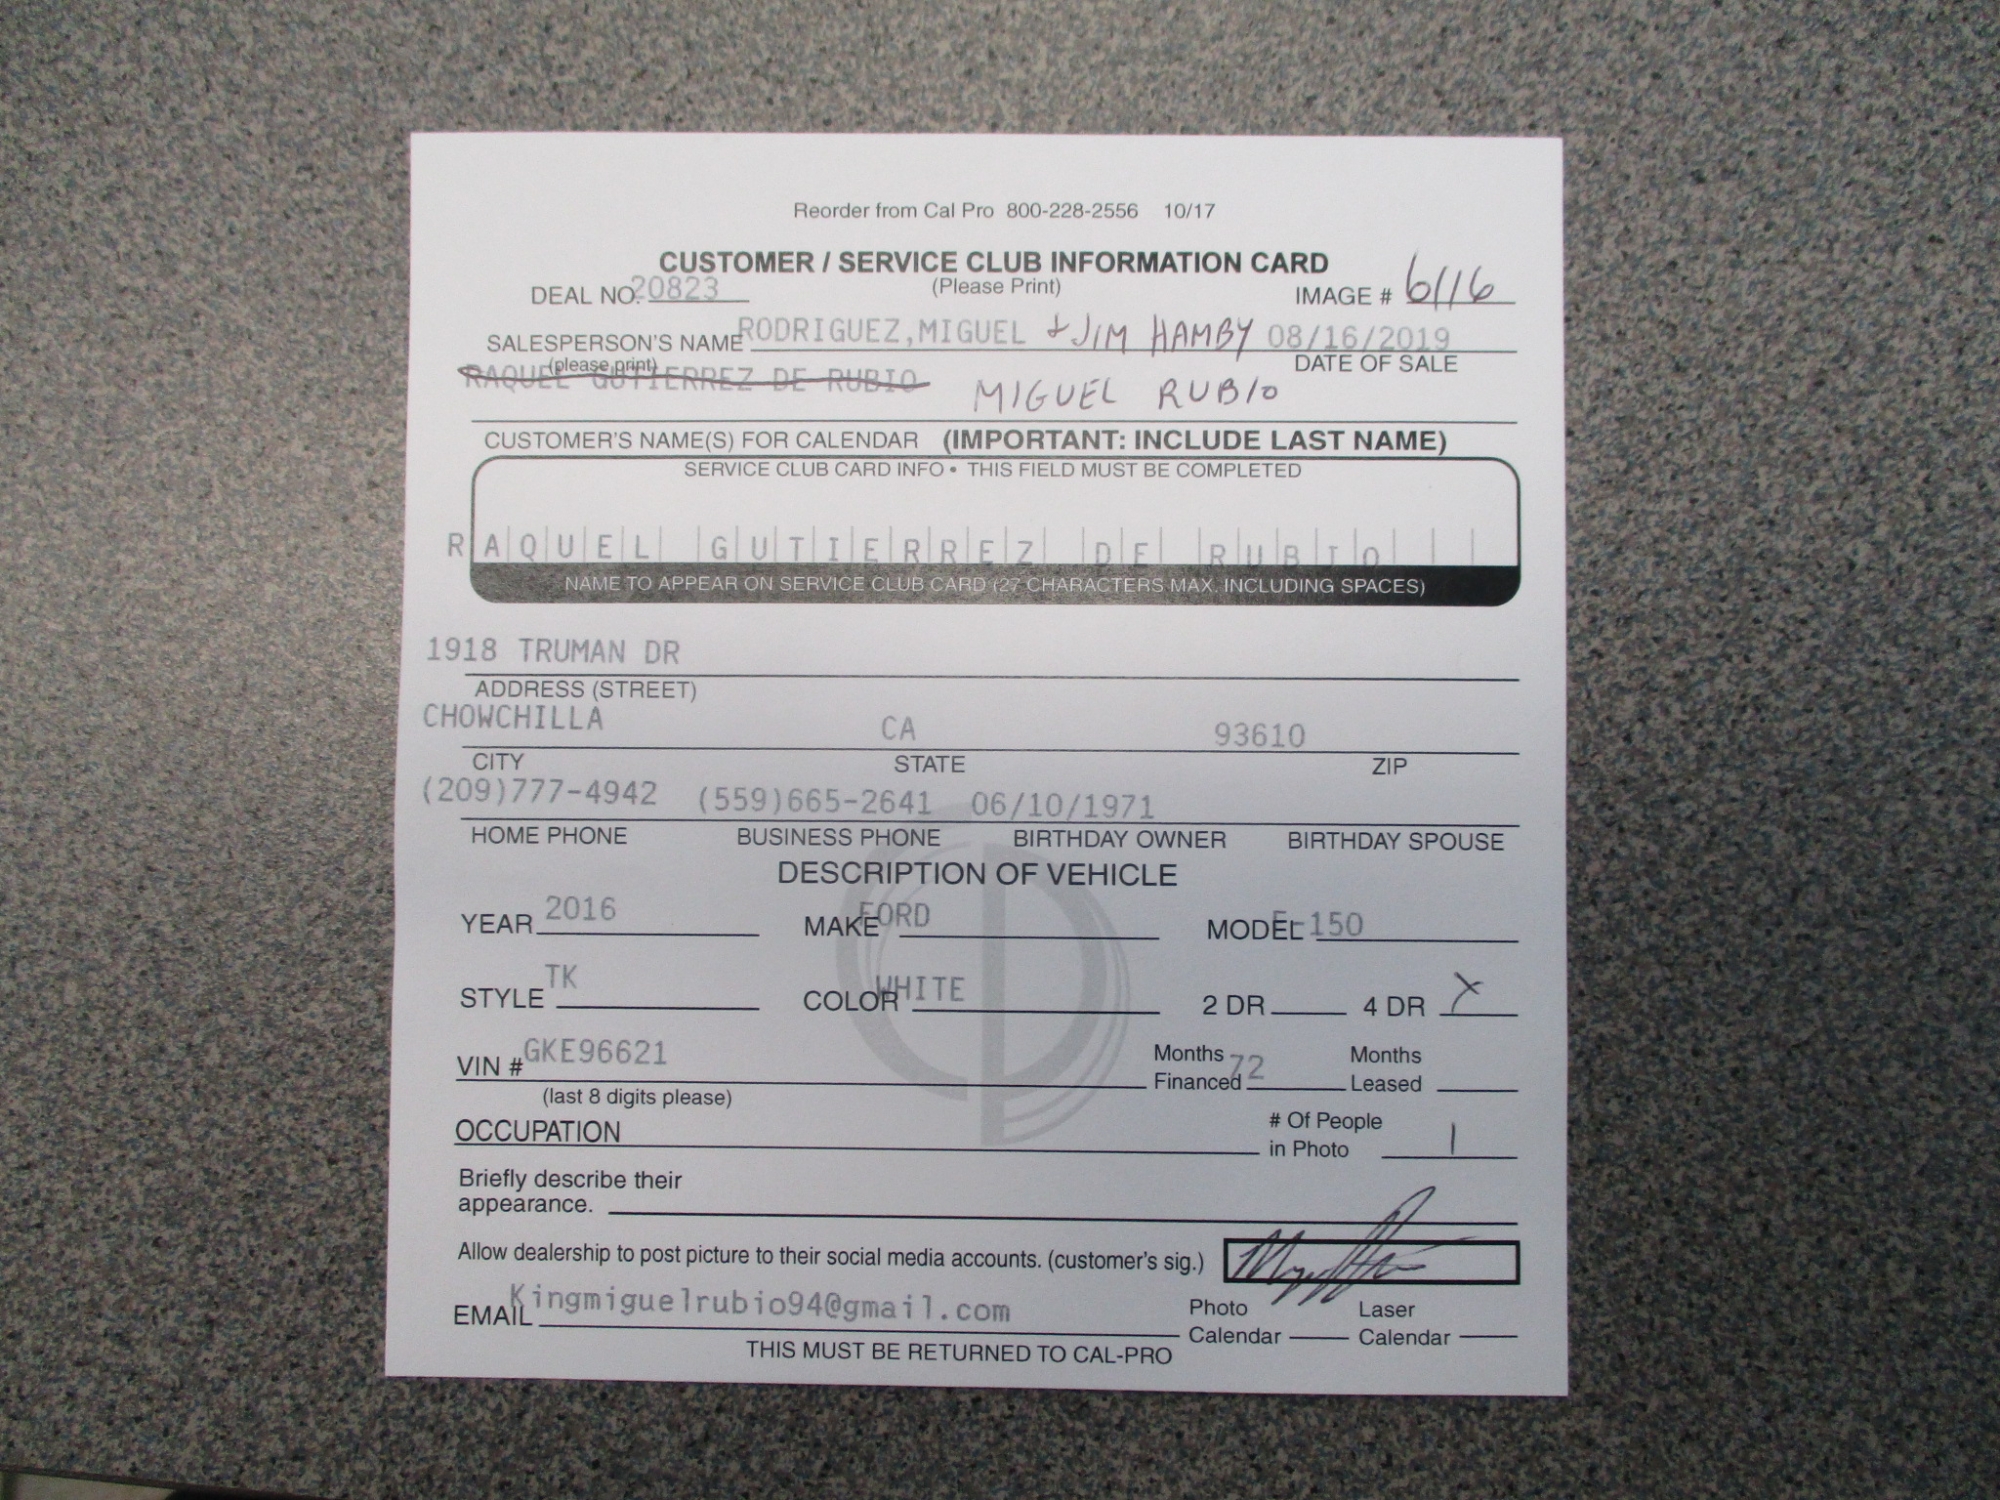 Reorder from Cal Pro 800-228-2556 10/17
CUSTOMER / SERVICE CLUB INFORMATION CARD
DEAL NO. 20823 (Please Print) IMAGE # 6116
SALESPERSON'S NAME RODRIGUEZ,MIGUEL + JIM HAMBY 08/16/2019
(please print) DATE OF SALE
RAQUEL GUTIERREZ DE RUBIO MIGUEL RUBIO
CUSTOMER'S NAME(S) FOR CALENDAR (IMPORTANT: INCLUDE LAST NAME)
SERVICE CLUB CARD INFO • THIS FIELD MUST BE COMPLETED
RAQUEL GUTIERREZ DE RUBIO
NAME TO APPEAR ON SERVICE CLUB CARD (27 CHARACTERS MAX. INCLUDING SPACES)
1918 TRUMAN DR
ADDRESS (STREET)
CHOWCHILLA CA 93610
CITY STATE ZIP
(209)777-4942 (559)665-2641 06/10/1971
HOME PHONE BUSINESS PHONE BIRTHDAY OWNER BIRTHDAY SPOUSE
DESCRIPTION OF VEHICLE
YEAR 2016 MAKE FORD MODEL F-150
STYLE TK COLOR WHITE 2 DR 4 DR X
VIN # GKE96621 Months Financed 72 Months Leased
(last 8 digits please)
OCCUPATION # Of People in Photo 1
Briefly describe their
appearance.
Allow dealership to post picture to their social media accounts. (customer's sig.)
EMAIL Kingmiguelrubio94@gmail.com Photo Calendar Laser Calendar
THIS MUST BE RETURNED TO CAL-PRO